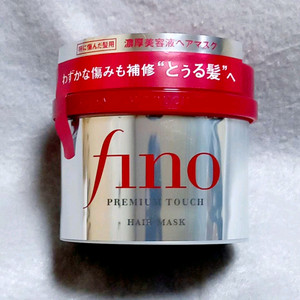 特に傷んだ髪用 濃厚美容液ヘアマスク
わずかな傷みも補修“とぅる髪”へ
fino
PREMIUM TOUCH
HAIR MASK